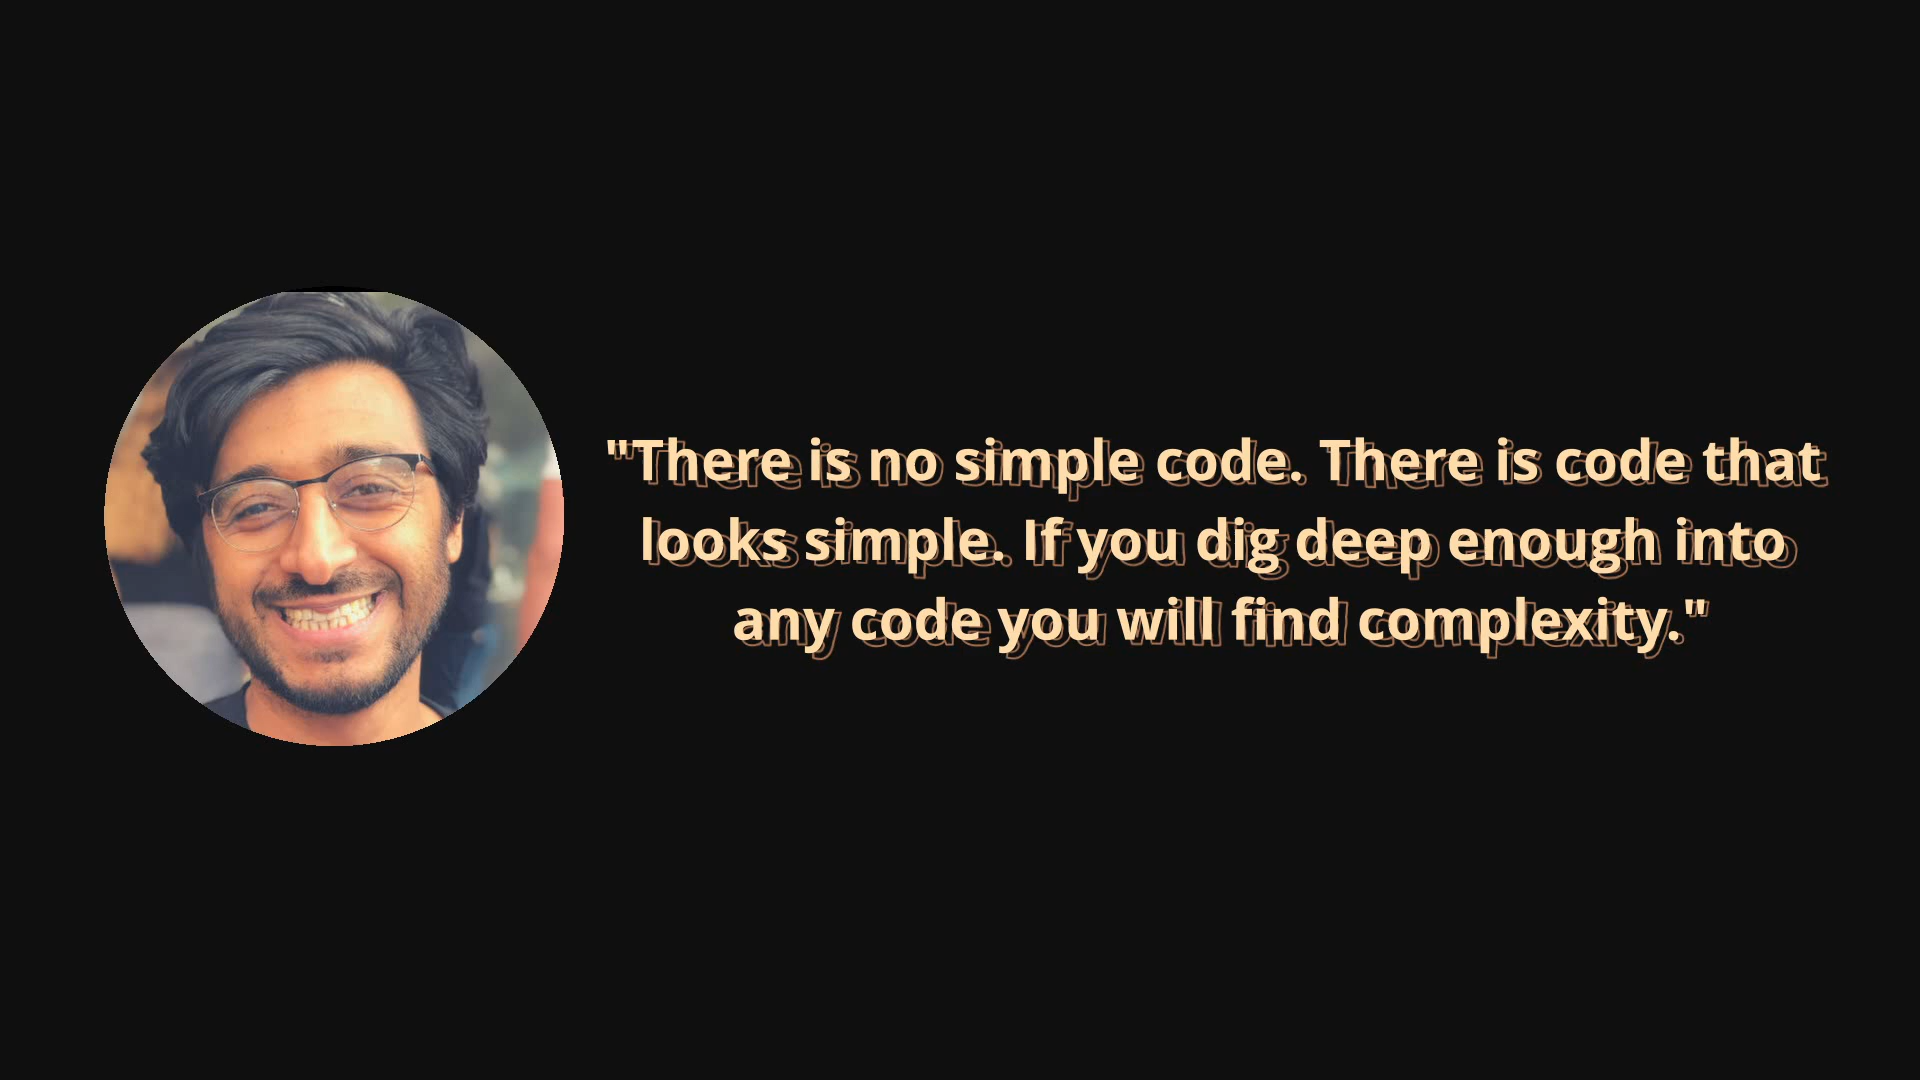 "There is no simple code. There is code that
looks simple. If you dig deep enough into
any code you will find complexity."